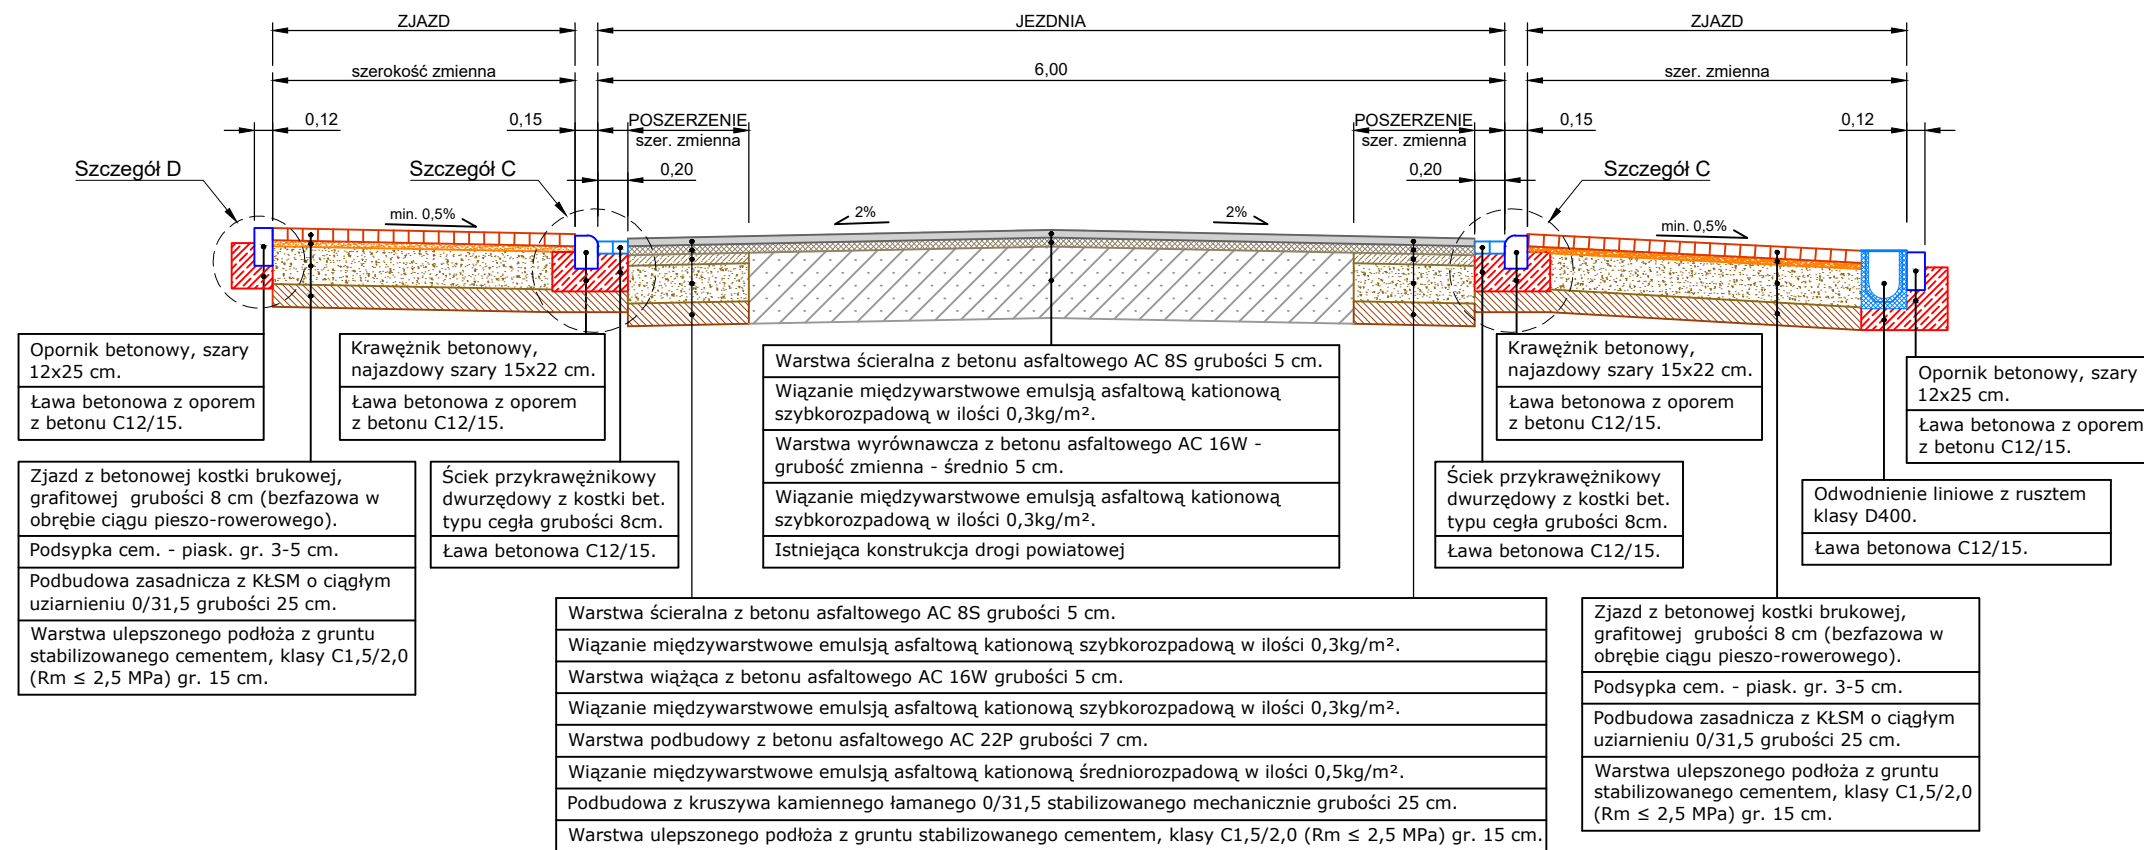 ZJAZD
JEZDNIA
ZJAZD
szerokość zmienna
6,00
szer. zmienna
0,12
0,15
POSZERZENIE
szer. zmienna
0,20
POSZERZENIE
szer. zmienna
0,20
0,15
0,12
Szczegół D
Szczegół C
Szczegół C
min. 0,5%
2%
2%
min. 0,5%
Opornik betonowy, szary
12x25 cm.
Ława betonowa z oporem
z betonu C12/15.
Krawężnik betonowy,
najazdowy szary 15x22 cm.
Ława betonowa z oporem
z betonu C12/15.
Warstwa ścieralna z betonu asfaltowego AC 8S grubości 5 cm.
Wiązanie międzywarstwowe emulsją asfaltową kationową
szybkorozpadową w ilości 0,3kg/m².
Warstwa wyrównawcza z betonu asfaltowego AC 16W -
grubość zmienna - średnio 5 cm.
Wiązanie międzywarstwowe emulsją asfaltową kationową
szybkorozpadową w ilości 0,3kg/m².
Istniejąca konstrukcja drogi powiatowej
Krawężnik betonowy,
najazdowy szary 15x22 cm.
Ława betonowa z oporem
z betonu C12/15.
Opornik betonowy, szary
12x25 cm.
Ława betonowa z oporem
z betonu C12/15.
Zjazd z betonowej kostki brukowej,
grafitowej  grubości 8 cm (bezfazowa w
obrębie ciągu pieszo-rowerowego).
Podsypka cem. - piask. gr. 3-5 cm.
Podbudowa zasadnicza z KŁSM o ciągłym
uziarnieniu 0/31,5 grubości 25 cm.
Warstwa ulepszonego podłoża z gruntu
stabilizowanego cementem, klasy C1,5/2,0
(Rm ≤ 2,5 MPa) gr. 15 cm.
Ściek przykrawężnikowy
dwurzędowy z kostki bet.
typu cegła grubości 8cm.
Ława betonowa C12/15.
Ściek przykrawężnikowy
dwurzędowy z kostki bet.
typu cegła grubości 8cm.
Ława betonowa C12/15.
Odwodnienie liniowe z rusztem
klasy D400.
Ława betonowa C12/15.
Warstwa ścieralna z betonu asfaltowego AC 8S grubości 5 cm.
Wiązanie międzywarstwowe emulsją asfaltową kationową szybkorozpadową w ilości 0,3kg/m².
Warstwa wiążąca z betonu asfaltowego AC 16W grubości 5 cm.
Wiązanie międzywarstwowe emulsją asfaltową kationową szybkorozpadową w ilości 0,3kg/m².
Warstwa podbudowy z betonu asfaltowego AC 22P grubości 7 cm.
Wiązanie międzywarstwowe emulsją asfaltową kationową średniorozpadową w ilości 0,5kg/m².
Podbudowa z kruszywa kamiennego łamanego 0/31,5 stabilizowanego mechanicznie grubości 25 cm.
Warstwa ulepszonego podłoża z gruntu stabilizowanego cementem, klasy C1,5/2,0 (Rm ≤ 2,5 MPa) gr. 15 cm.
Zjazd z betonowej kostki brukowej,
grafitowej  grubości 8 cm (bezfazowa w
obrębie ciągu pieszo-rowerowego).
Podsypka cem. - piask. gr. 3-5 cm.
Podbudowa zasadnicza z KŁSM o ciągłym
uziarnieniu 0/31,5 grubości 25 cm.
Warstwa ulepszonego podłoża z gruntu
stabilizowanego cementem, klasy C1,5/2,0
(Rm ≤ 2,5 MPa) gr. 15 cm.